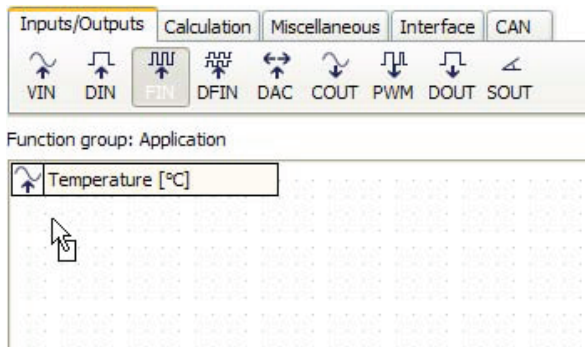 Inputs/Outputs Calculation Miscellaneous Interface CAN
VIN DIN FIN DFIN DAC COUT PWM DOUT SOUT
Function group: Application
Temperature [°C]